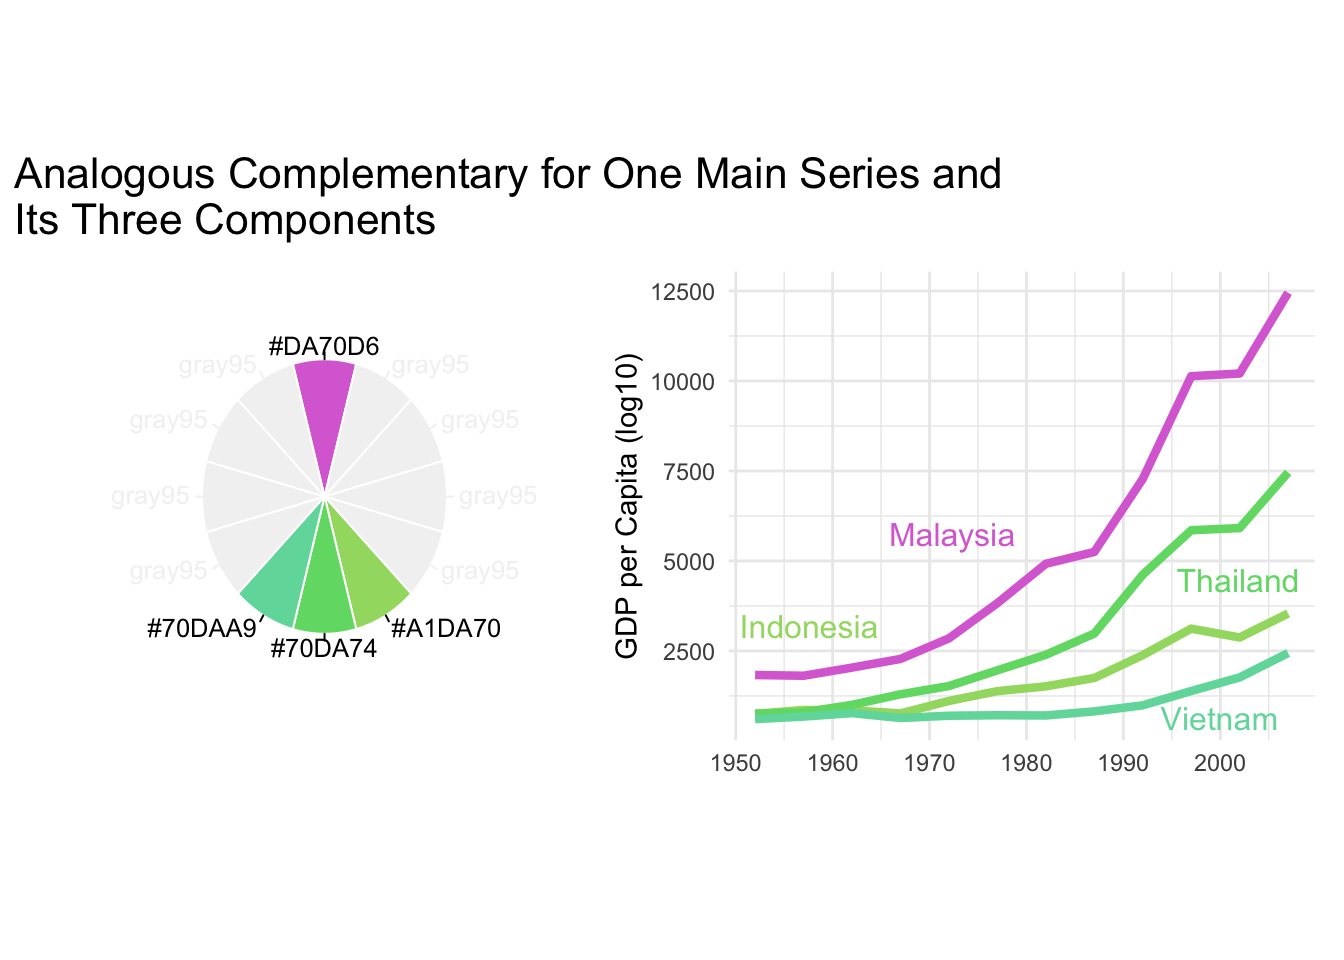 Analogous Complementary for One Main Series and
Its Three Components
#DA70D6
gray95
gray95
gray95
gray95
gray95
gray95
gray95
gray95
#70DAA9
#A1DA70
#70DA74
GDP per Capita (log10)
12500
10000
7500
5000
2500
Malaysia
Thailand
Indonesia
Vietnam
1950
1960
1970
1980
1990
2000